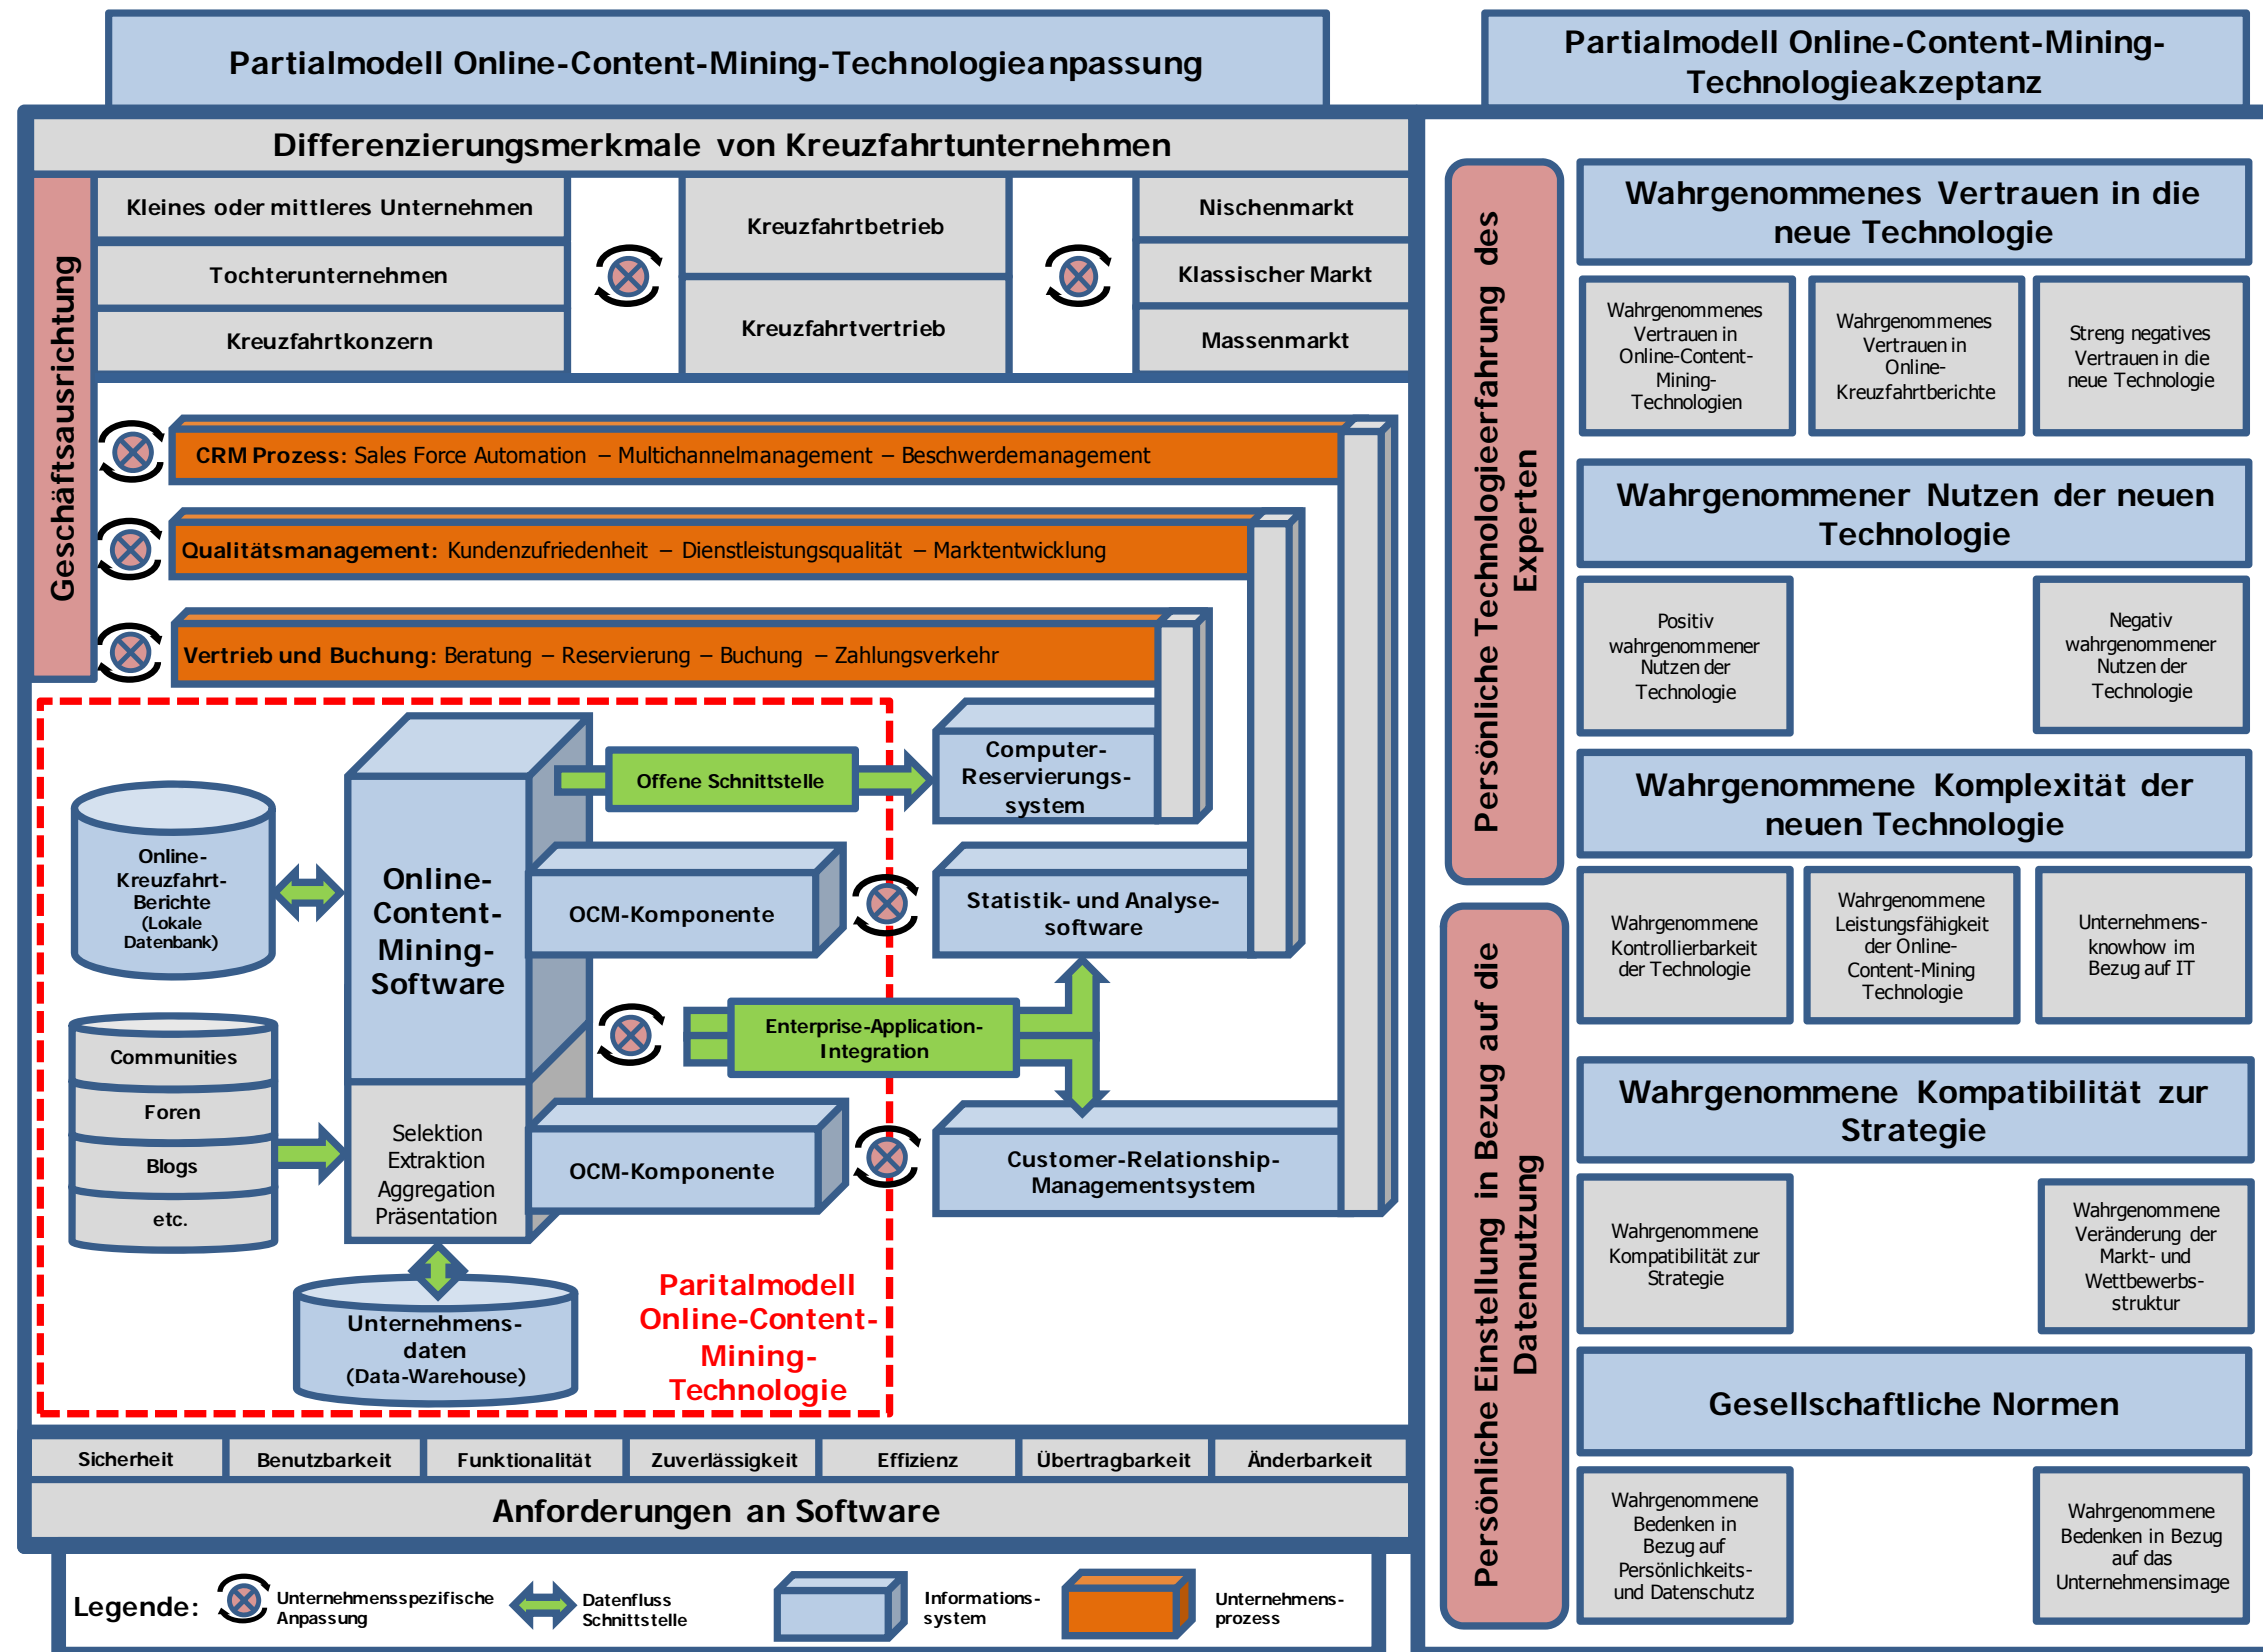 Partialmodell Online-Content-Mining-Technologieanpassung
Differenzierungsmerkmale von Kreuzfahrtunternehmen
Geschäftsausrichtung
Kleines oder mittleres Unternehmen
Tochterunternehmen
Kreuzfahrtkonzern
Kreuzfahrtbetrieb
Kreuzfahrtvertrieb
Nischenmarkt
Klassischer Markt
Massenmarkt
CRM Prozess: Sales Force Automation – Multichannelmanagement – Beschwerdemanagement
Qualitätsmanagement: Kundenzufriedenheit – Dienstleistungsqualität – Marktentwicklung
Vertrieb und Buchung: Beratung – Reservierung – Buchung – Zahlungsverkehr
Online-
Kreuzfahrt-
Berichte
(Lokale
Datenbank)
Communities
Foren
Blogs
etc.
Online-
Content-
Mining-
Software
Selektion
Extraktion
Aggregation
Präsentation
Unternehmens-
daten
(Data-Warehouse)
Offene Schnittstelle
OCM-Komponente
Enterprise-Application-
Integration
OCM-Komponente
Computer-
Reservierungs-
system
Statistik- und Analyse-
software
Customer-Relationship-
Managementsystem
Paritalmodell
Online-Content-
Mining-
Technologie
Sicherheit
Benutzbarkeit
Funktionalität
Zuverlässigkeit
Effizienz
Übertragbarkeit
Änderbarkeit
Anforderungen an Software
Legende:
Unternehmensspezifische
Anpassung
Datenfluss
Schnittstelle
Informations-
system
Unternehmens-
prozess
Partialmodell Online-Content-Mining-
Technologieakzeptanz
Persönliche Technologieerfahrung des
Experten
Persönliche Einstellung in Bezug auf die
Datennutzung
Wahrgenommenes Vertrauen in die
neue Technologie
Wahrgenommenes
Vertrauen in
Online-Content-
Mining-
Technologien
Wahrgenommenes
Vertrauen in
Online-
Kreuzfahrtberichte
Streng negatives
Vertrauen in die
neue Technologie
Wahrgenommener Nutzen der neuen
Technologie
Positiv
wahrgenommener
Nutzen der
Technologie
Negativ
wahrgenommener
Nutzen der
Technologie
Wahrgenommene Komplexität der
neuen Technologie
Wahrgenommene
Kontrollierbarkeit
der Technologie
Wahrgenommene
Leistungsfähigkeit
der Online-
Content-Mining
Technologie
Unternehmens-
knowhow im
Bezug auf IT
Wahrgenommene Kompatibilität zur
Strategie
Wahrgenommene
Kompatibilität zur
Strategie
Wahrgenommene
Veränderung der
Markt- und
Wettbewerbs-
struktur
Gesellschaftliche Normen
Wahrgenommene
Bedenken in
Bezug auf
Persönlichkeits-
und Datenschutz
Wahrgenommene
Bedenken in Bezug
auf das
Unternehmensimage